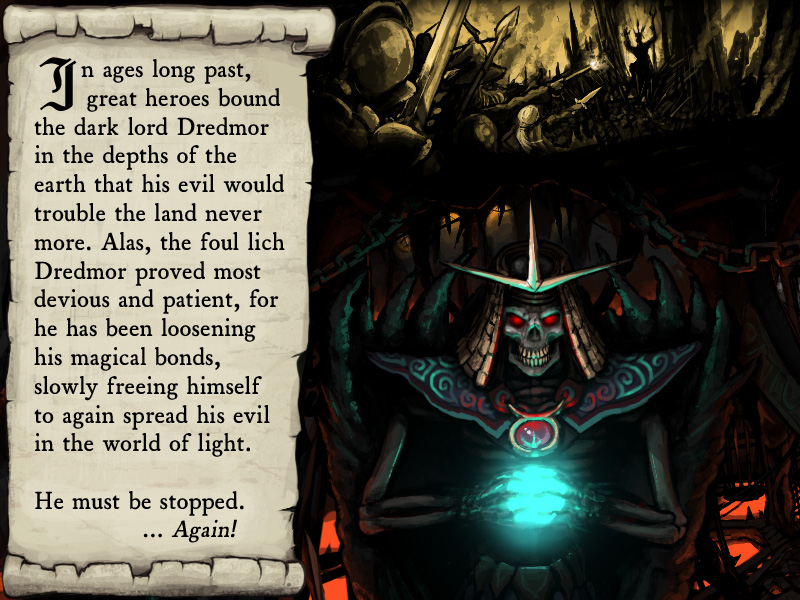 In ages long past,
great heroes bound
the dark lord Dredmor
in the depths of the
earth that his evil would
trouble the land never
more. Alas, the foul lich
Dredmor proved most
devious and patient, for
he has been loosening
his magical bonds,
slowly freeing himself
to again spread his evil
in the world of light.
He must be stopped.
... Again!